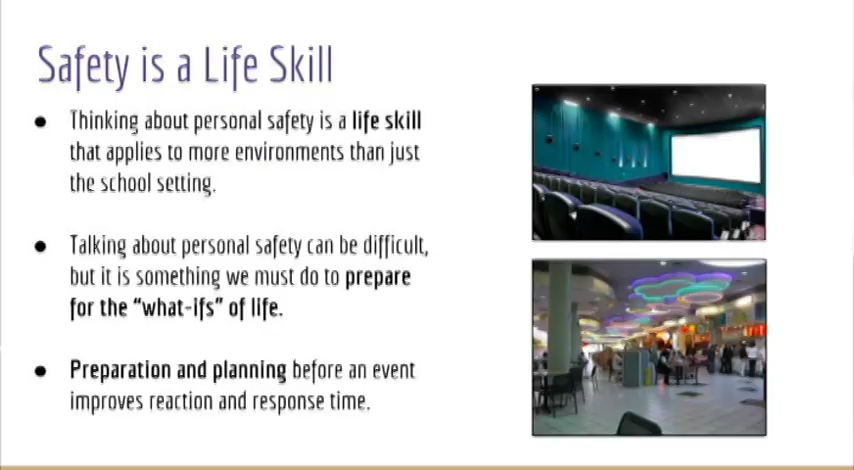 Safety is a Life Skill
● Thinking about personal safety is a life skill
that applies to more environments than just
the school setting.
● Talking about personal safety can be difficult,
but it is something we must do to prepare
for the “what-ifs” of life.
● Preparation and planning before an event
improves reaction and response time.